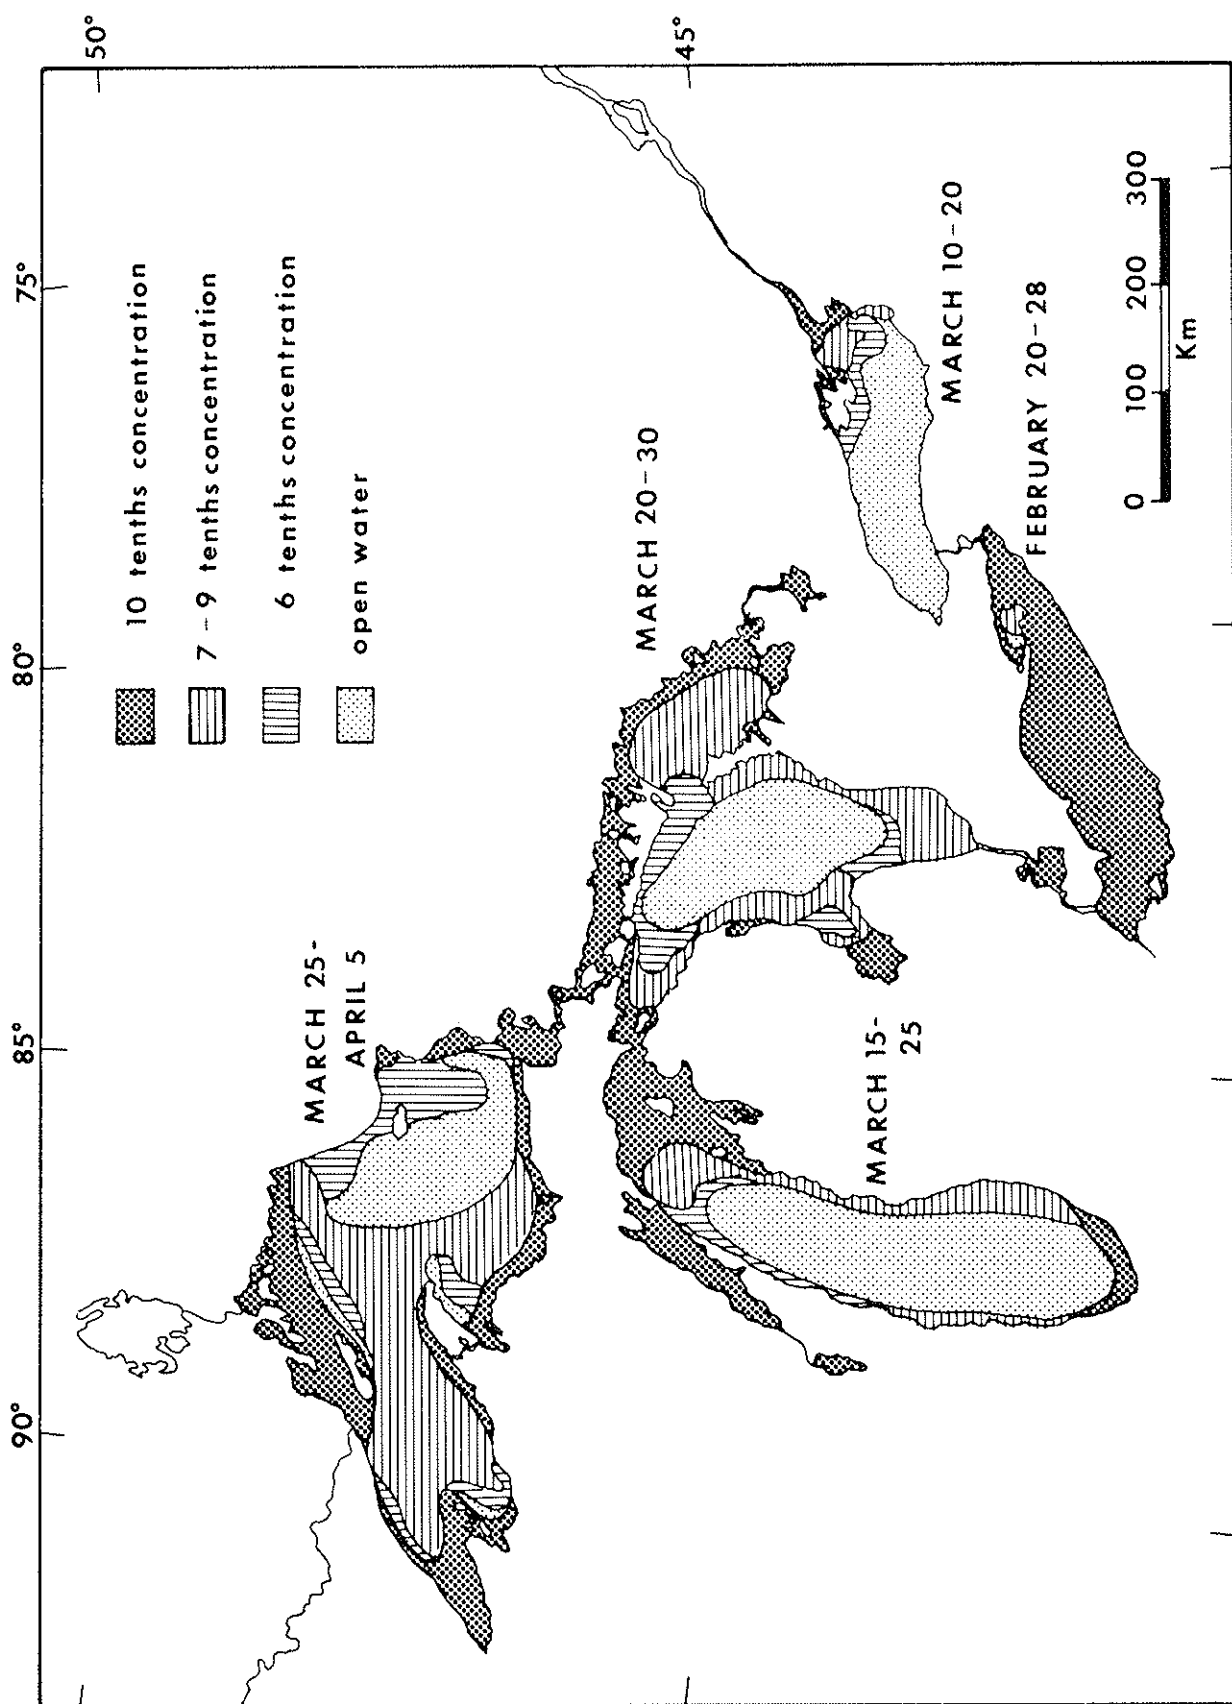 90°
85°
80°
75°
50°
45°
10 tenths concentration
7-9 tenths concentration
6 tenths concentration
open water
MARCH 25-
APRIL 5
MARCH 20-30
MARCH 15-
25
MARCH 10-20
FEBRUARY 20-28
0 100 200 300
Km